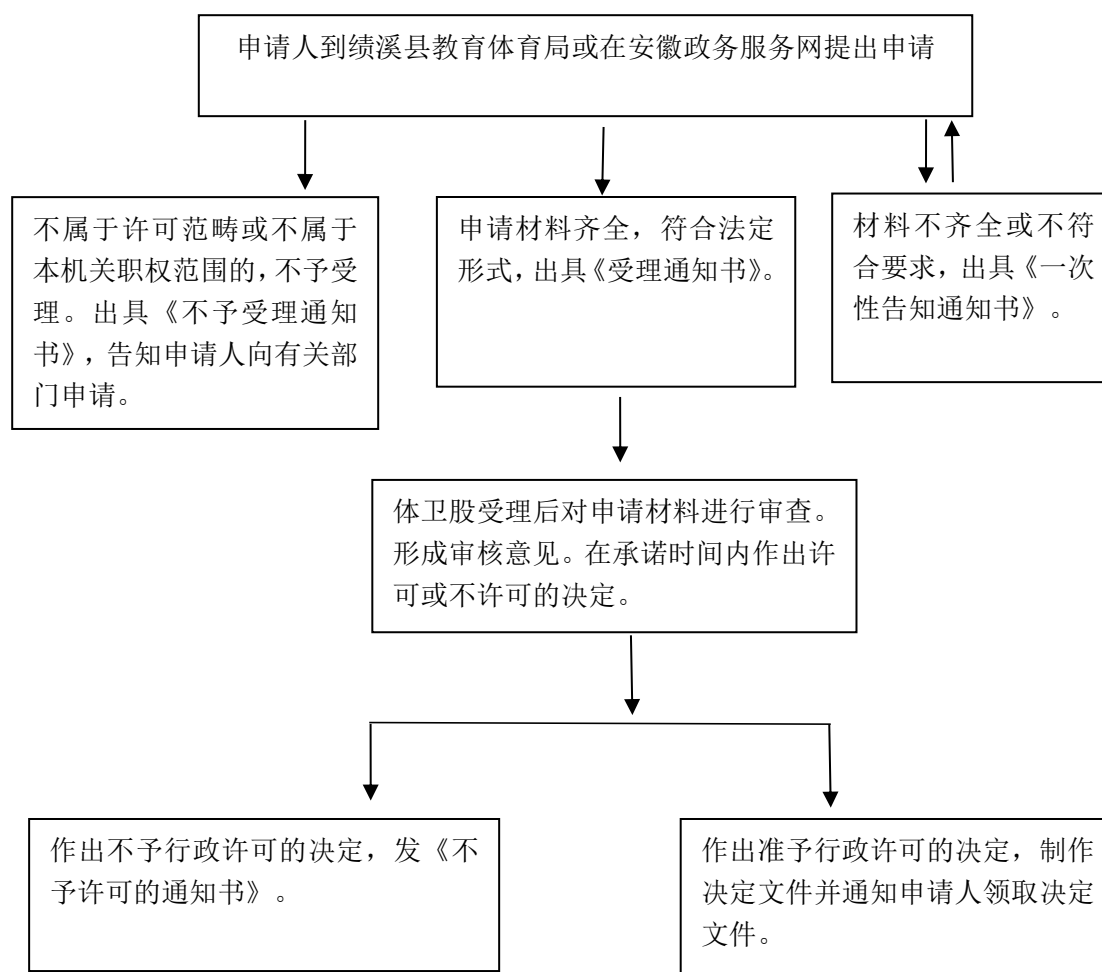 申请人到绩溪县教育体育局或在安徽政务服务网提出申请
不属于许可范畴或不属于
本机关职权范围的，不予受
理。出具《不予受理通知
书》，告知申请人向有关部
门申请。
申请材料齐全，符合法定
形式，出具《受理通知书》。
材料不齐全或不符
合要求，出具《一次
性告知通知书》。
体卫股受理后对申请材料进行审查。
形成审核意见。在承诺时间内作出许
可或不许可的决定。
作出不予行政许可的决定，发《不
予许可的通知书》。
作出准予行政许可的决定，制作
决定文件并通知申请人领取决定
文件。